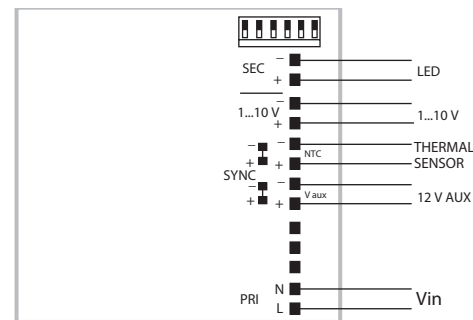 SEC
−
+
LED
1...10 V
−
+
1...10 V
−
+
NTC
THERMAL
SENSOR
−
+
SYNC
−
+
−
+
V aux
12 V AUX
PRI
N
L
Vin